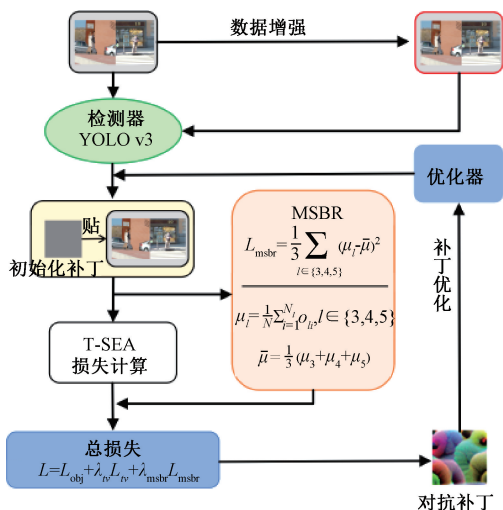 数据增强
检测器
YOLO v3
优化器
贴
初始化补丁
MSBR
L_msbr=1/3 ∑_{l∈{3,4,5}} (μ_l-μ̄)²
μ_l=1/N ∑_{i=1}^{N_l} o_{li}, l∈{3,4,5}
μ̄=1/3 (μ_3+μ_4+μ_5)
补丁优化
T-SEA
损失计算
总损失
L=L_obj+λ_tv L_tv+λ_msbr L_msbr
对抗补丁